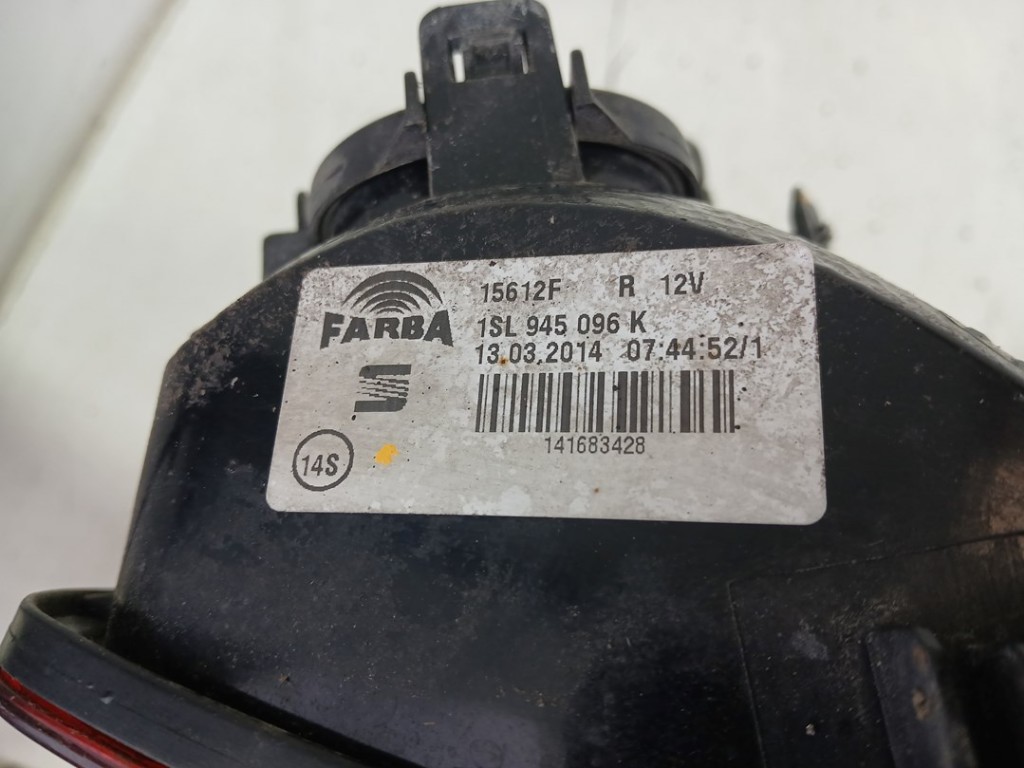 FARBA
15612F R 12V
1SL 945 096 K
13.03.2014 07:44:52/1
141683428
S
14S